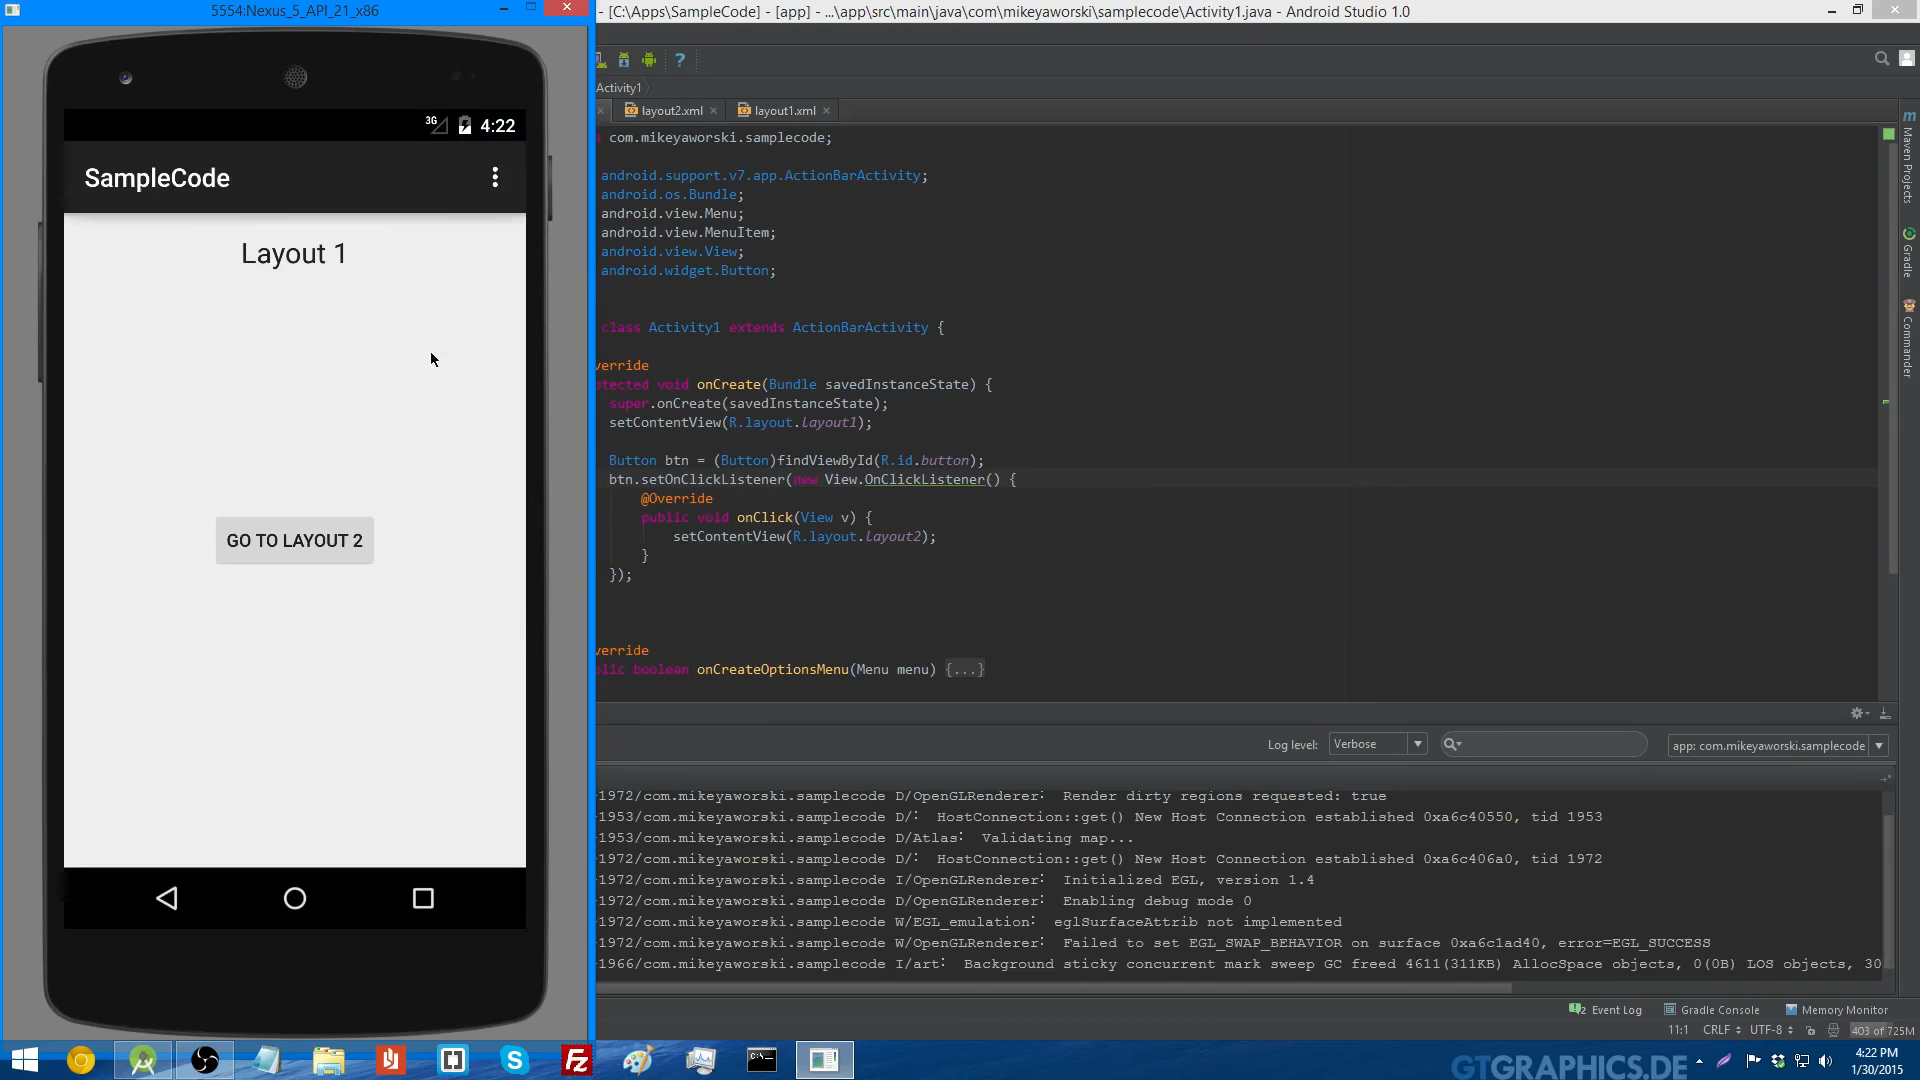 5554:Nexus_5_API_21_x86
- [C:\Apps\SampleCode] - [app] - ...\app\src\main\java\com\mikeyaworski\samplecode\Activity1.java - Android Studio 1.0
?
Activity1
layout2.xml
layout1.xml
3G 4:22
SampleCode
Layout 1
GO TO LAYOUT 2
com.mikeyaworski.samplecode;
android.support.v7.app.ActionBarActivity;
android.os.Bundle;
android.view.Menu;
android.view.MenuItem;
android.view.View;
android.widget.Button;
class Activity1 extends ActionBarActivity {
verride
otected void onCreate(Bundle savedInstanceState) {
super.onCreate(savedInstanceState);
setContentView(R.layout.layout1);
Button btn = (Button)findViewById(R.id.button);
btn.setOnClickListener(new View.OnClickListener() {
@Override
public void onClick(View v) {
setContentView(R.layout.layout2);
}
});
verride
blic boolean onCreateOptionsMenu(Menu menu) {...}
m Maven Projects
Gradle
Commander
Log level: Verbose
app: com.mikeyaworski.samplecode
-1972/com.mikeyaworski.samplecode D/OpenGLRenderer: Render dirty regions requested: true
-1953/com.mikeyaworski.samplecode D/: HostConnection::get() New Host Connection established 0xa6c40550, tid 1953
-1953/com.mikeyaworski.samplecode D/Atlas: Validating map...
-1972/com.mikeyaworski.samplecode D/: HostConnection::get() New Host Connection established 0xa6c406a0, tid 1972
-1972/com.mikeyaworski.samplecode I/OpenGLRenderer: Initialized EGL, version 1.4
-1972/com.mikeyaworski.samplecode D/OpenGLRenderer: Enabling debug mode 0
-1972/com.mikeyaworski.samplecode W/EGL_emulation: eglSurfaceAttrib not implemented
-1972/com.mikeyaworski.samplecode W/OpenGLRenderer: Failed to set EGL_SWAP_BEHAVIOR on surface 0xa6c1ad40, error=EGL_SUCCESS
-1966/com.mikeyaworski.samplecode I/art: Background sticky concurrent mark sweep GC freed 4611(311KB) AllocSpace objects, 0(0B) LOS objects, 30
2 Event Log
Gradle Console
Memory Monitor
11:1 CRLF UTF-8 403 of 725M
GTGRAPHICS.DE
4:22 PM
1/30/2015